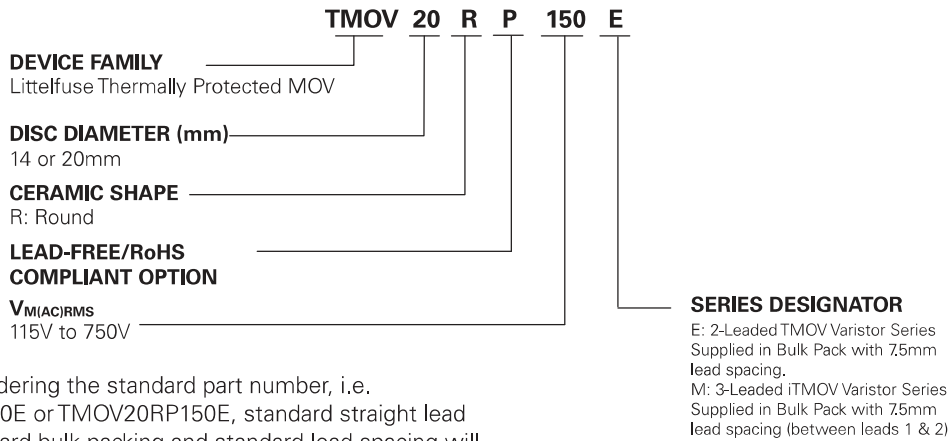 TMOV 20 R P 150 E
DEVICE FAMILY
Littelfuse Thermally Protected MOV
DISC DIAMETER (mm)
14 or 20mm
CERAMIC SHAPE
R: Round
LEAD-FREE/RoHS
COMPLIANT OPTION
VM(AC)RMS
115V to 750V
SERIES DESIGNATOR
E: 2-Leaded TMOV Varistor Series
Supplied in Bulk Pack with 7.5mm
lead spacing.
M: 3-Leaded iTMOV Varistor Series
Supplied in Bulk Pack with 7.5mm
lead spacing (between leads 1 & 2)
the standard part number, i.e.
or TMOV20RP150E, standard straight lead
bulk packing and standard lead spacing will